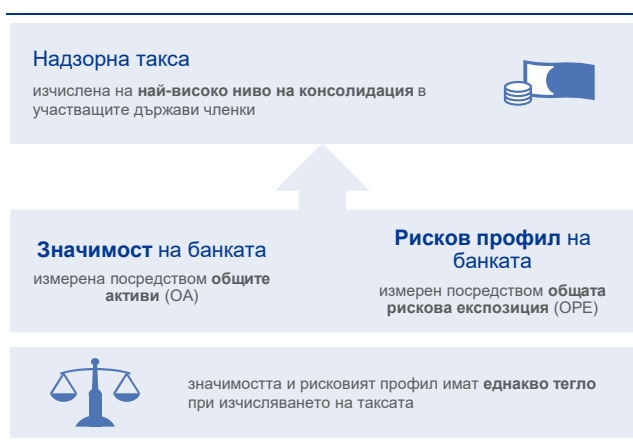 Надзорна такса
изчислена на най-високо ниво на консолидация в
участващите държави членки
Значимост на банката
измерена посредством общите
активи (ОА)
Рисков профил на
банката
измерен посредством общата
рискова експозиция (ОРЕ)
значимостта и рисковият профил имат еднакво тегло
при изчисляването на таксата